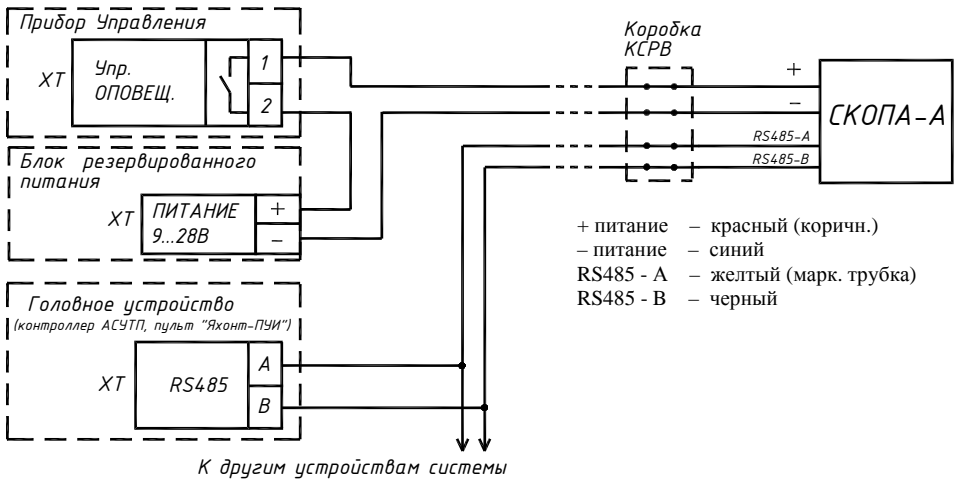 Прибор Управления
XT
Упр.
ОПОВЕЩ.
1
2
Блок резервированного
питания
XT
ПИТАНИЕ
9...28В
+
–
Головное устройство
(контроллер АСУТП, пульт "Яхонт-ПУИ")
XT
RS485
A
B
К другим устройствам системы
Коробка
КСРВ
+
–
RS485-A
RS485-B
СКОПА-А
+ питание – красный (коричн.)
– питание – синий
RS485 - A – желтый (марк. трубка)
RS485 - B – черный